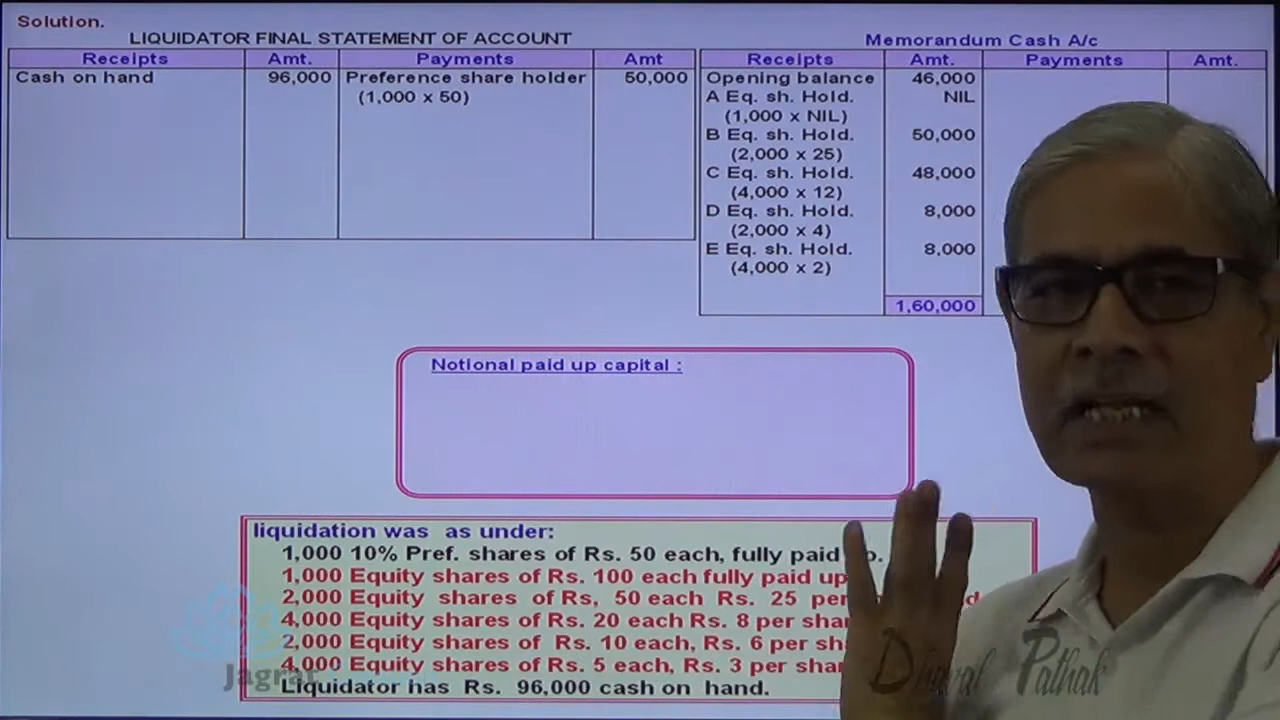 Solution.
LIQUIDATOR FINAL STATEMENT OF ACCOUNT
Receipts Amt. Payments Amt
Cash on hand 96,000 Preference share holder 50,000
(1,000 x 50)
Memorandum Cash A/c
Receipts Amt. Payments Amt.
Opening balance 46,000
A Eq. sh. Hold. NIL
(1,000 x NIL)
B Eq. sh. Hold. 50,000
(2,000 x 25)
C Eq. sh. Hold. 48,000
(4,000 x 12)
D Eq. sh. Hold. 8,000
(2,000 x 4)
E Eq. sh. Hold. 8,000
(4,000 x 2)
1,60,000
Notional paid up capital :
liquidation was as under:
1,000 10% Pref. shares of Rs. 50 each, fully paid
1,000 Equity shares of Rs. 100 each fully paid up
2,000 Equity shares of Rs, 50 each Rs. 25 per
4,000 Equity shares of Rs. 20 each Rs. 8 per
2,000 Equity shares of Rs. 10 each, Rs. 6 per
4,000 Equity shares of Rs. 5 each, Rs. 3 per
Liquidator has Rs. 96,000 cash on hand.
Jagrat
Dhaval Pathak